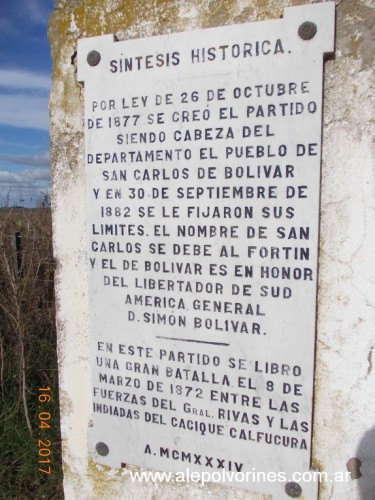 SÍNTESIS HISTORICA.
POR LEY DE 26 DE OCTUBRE
DE 1877 SE CREÓ EL PARTIDO
SIENDO CABEZA DEL
DEPARTAMENTO EL PUEBLO DE
SAN CARLOS DE BOLIVAR
Y EN 30 DE SEPTIEMBRE DE
1882 SE LE FIJARON SUS
LIMITES. EL NOMBRE DE SAN
CARLOS SE DEBE AL FORTIN
Y EL DE BOLIVAR ES EN HONOR
DEL LIBERTADOR DE SUD
AMERICA, GENERAL
D. SIMÓN BOLIVAR.
EN ESTE PARTIDO SE LIBRO
UNA GRAN BATALLA, EL 8 DE
MARZO DE 1872 ENTRE LAS
FUERZAS DEL GRAL. RIVAS Y LAS
INDIADAS DEL CACIQUE CALFUCURA
A. MCMXXXIV
16 04 2017
www.alepolvorines.com.ar